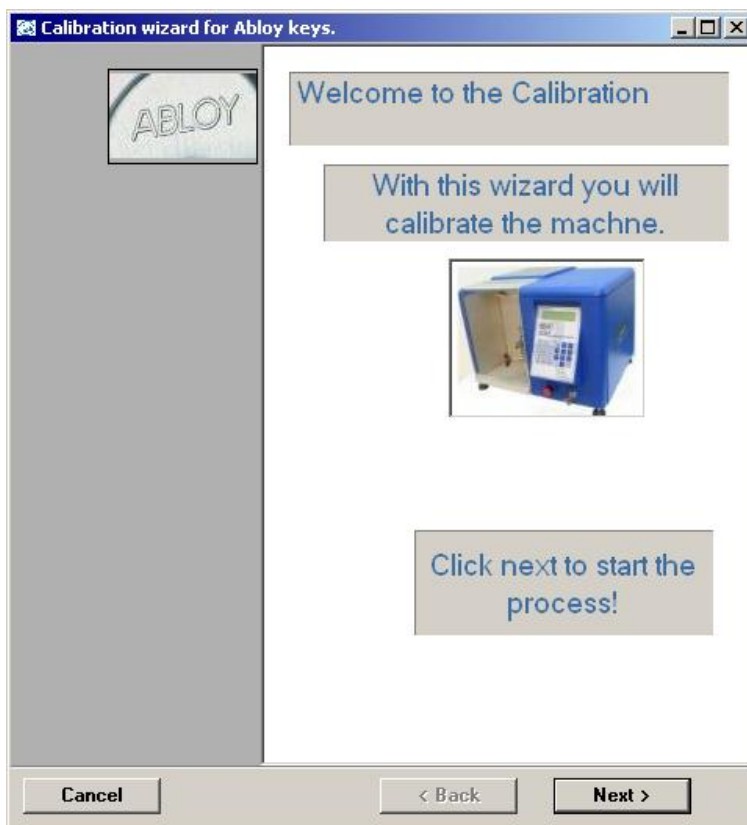 Calibration wizard for Abloy keys.
ABLOY
Welcome to the Calibration
With this wizard you will
calibrate the machne.
Click next to start the
process!
Cancel
< Back
Next >